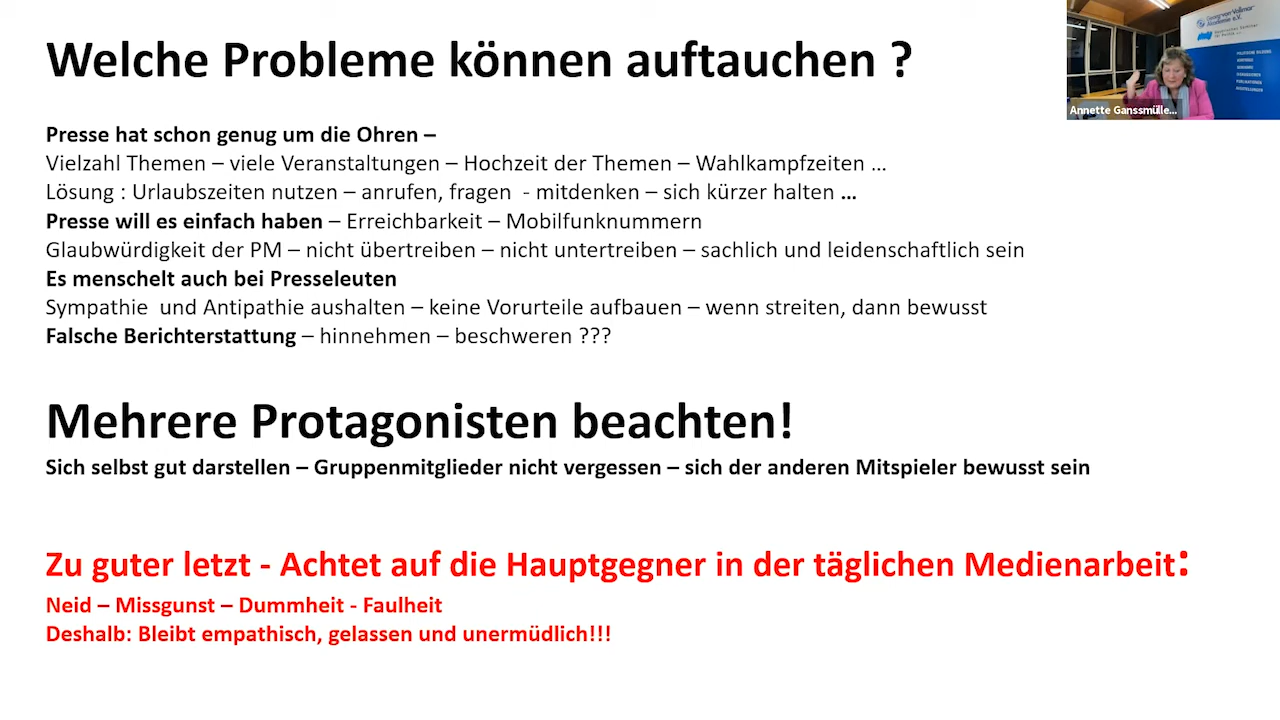 Welche Probleme können auftauchen ?
Presse hat schon genug um die Ohren –
Vielzahl Themen – viele Veranstaltungen – Hochzeit der Themen – Wahlkampfzeiten …
Lösung : Urlaubszeiten nutzen – anrufen, fragen - mitdenken – sich kürzer halten …
Presse will es einfach haben – Erreichbarkeit – Mobilfunknummern
Glaubwürdigkeit der PM – nicht übertreiben – nicht untertreiben – sachlich und leidenschaftlich sein
Es menschelt auch bei Presseleuten
Sympathie und Antipathie aushalten – keine Vorurteile aufbauen – wenn streiten, dann bewusst
Falsche Berichterstattung – hinnehmen – beschweren ???
Mehrere Protagonisten beachten!
Sich selbst gut darstellen – Gruppenmitglieder nicht vergessen – sich der anderen Mitspieler bewusst sein
Zu guter letzt - Achtet auf die Hauptgegner in der täglichen Medienarbeit:
Neid – Missgunst – Dummheit - Faulheit
Deshalb: Bleibt empathisch, gelassen und unermüdlich!!!
Georg-von-Vollmar
Akademie e.V.
Annette Ganssmülle...